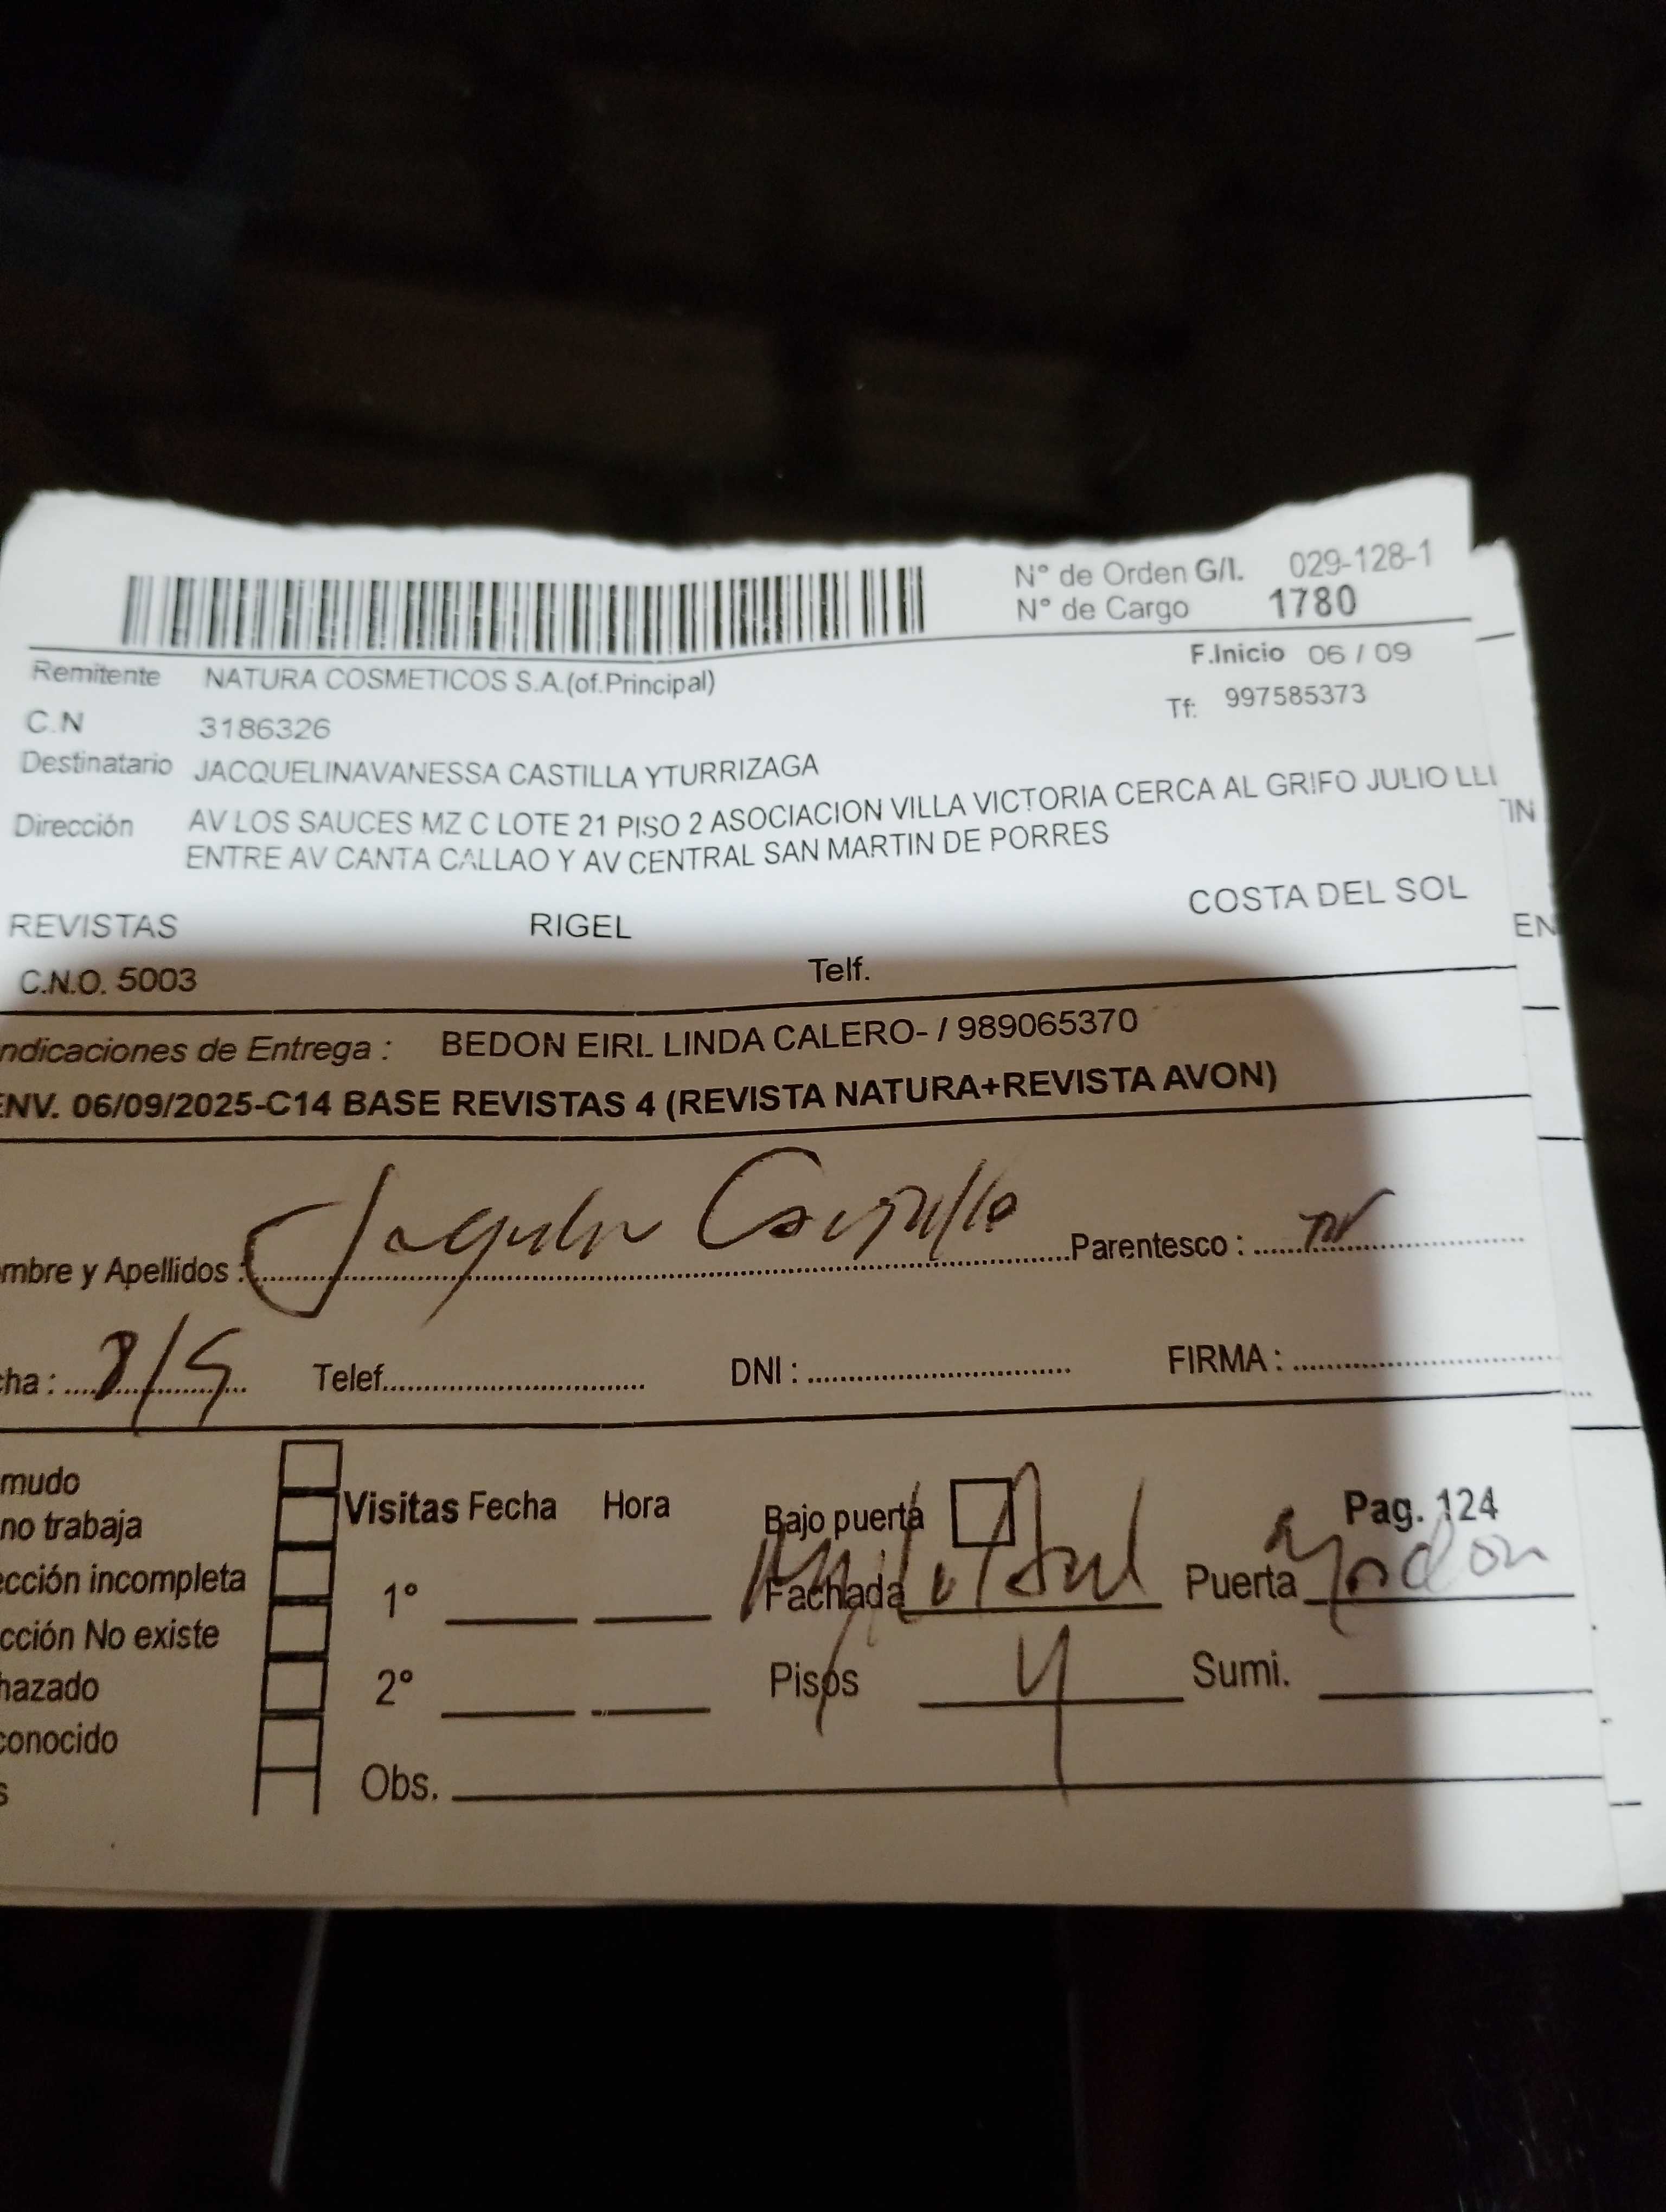 N° de Orden G/I. 029-128-1
N° de Cargo 1780
F.Inicio 06 / 09
Remitente NATURA COSMETICOS S.A.(of.Principal)
Tf: 997585373
C.N 3186326
Destinatario JACQUELINAVANESSA CASTILLA YTURRIZAGA
Dirección AV LOS SAUCES MZ C LOTE 21 PISO 2 ASOCIACION VILLA VICTORIA CERCA AL GRIFO JULIO LLI
ENTRE AV CANTA CALLAO Y AV CENTRAL SAN MARTIN DE PORRES
TIN
REVISTAS RIGEL COSTA DEL SOL
EN
C.N.O. 5003 Telf.
ndicaciones de Entrega : BEDON EIRL LINDA CALERO- / 989065370
ENV. 06/09/2025-C14 BASE REVISTAS 4 (REVISTA NATURA+REVISTA AVON)
mbre y Apellidos : Parentesco :
cha : Telef. DNI : FIRMA :
mudo
no trabaja
Visitas Fecha Hora Bajo puerta Pag. 124
ección incompleta 1° Fachada Puerta
cción No existe
hazado 2° Pisos 4 Sumi.
conocido
s Obs.